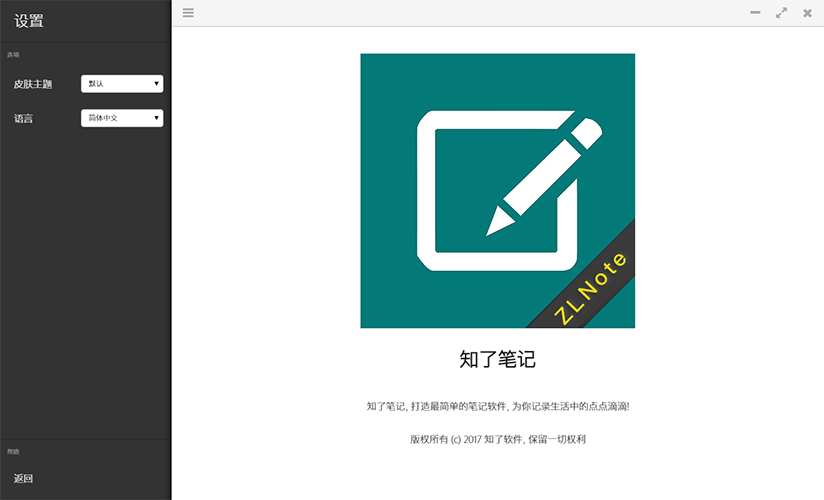 设置
选项
皮肤主题
默认
语言
简体中文
帮助
返回
ZLNote
知了笔记
知了笔记, 打造最简单的笔记软件, 为你记录生活中的点点滴滴!
版权所有 (c) 2017 知了软件, 保留一切权利